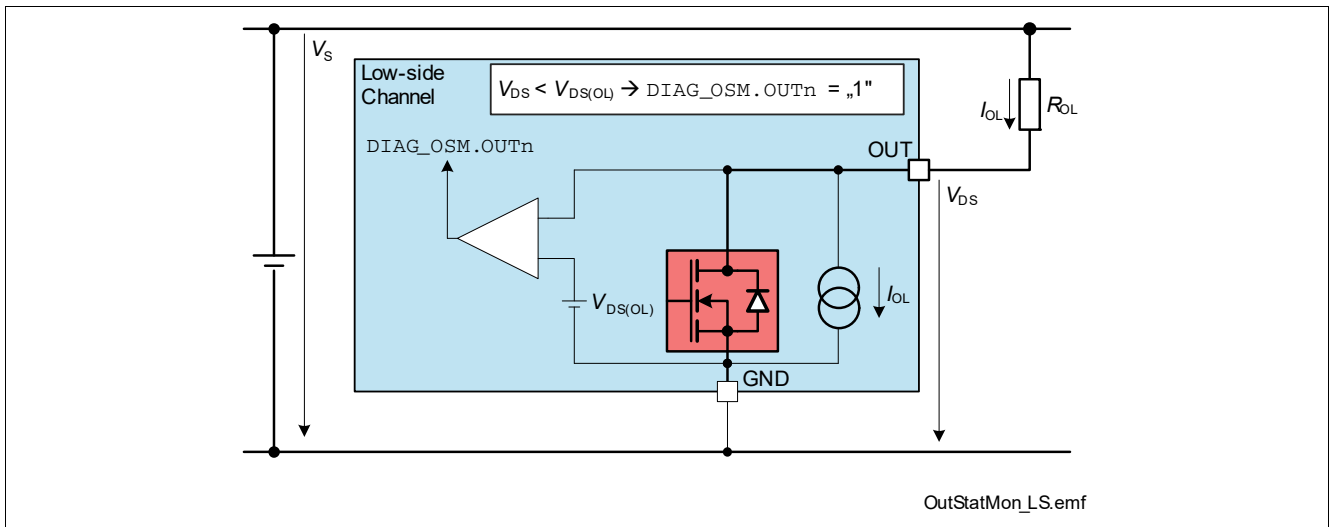 VS
Low-side
Channel
VDS < VDS(OL) → DIAG_OSM.OUTn = „1"
IOL
ROL
DIAG_OSM.OUTn
OUT
VDS
VDS(OL)
IOL
GND
OutStatMon_LS.emf